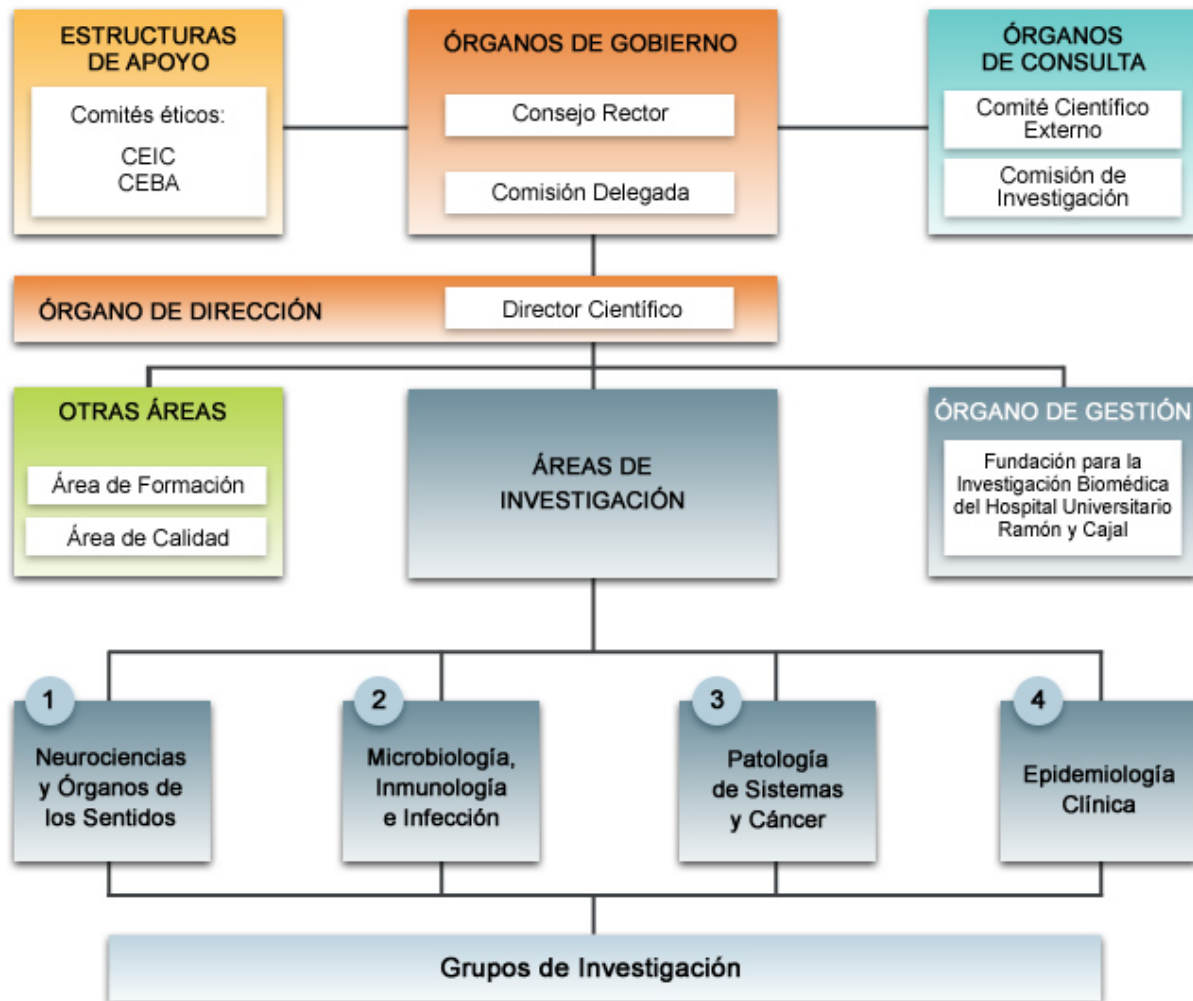 ESTRUCTURAS
DE APOYO
Comités éticos:
CEIC
CEBA
ÓRGANOS DE GOBIERNO
Consejo Rector
Comisión Delegada
ÓRGANOS
DE CONSULTA
Comité Científico
Externo
Comisión de
Investigación
ÓRGANO DE DIRECCIÓN
Director Científico
OTRAS ÁREAS
Área de Formación
Área de Calidad
ÁREAS DE
INVESTIGACIÓN
ÓRGANO DE GESTIÓN
Fundación para la
Investigación Biomédica
del Hospital Universitario
Ramón y Cajal
1
Neurociencias
y Órganos de
los Sentidos
2
Microbiología,
Inmunología
e Infección
3
Patología
de Sistemas
y Cáncer
4
Epidemiología
Clínica
Grupos de Investigación